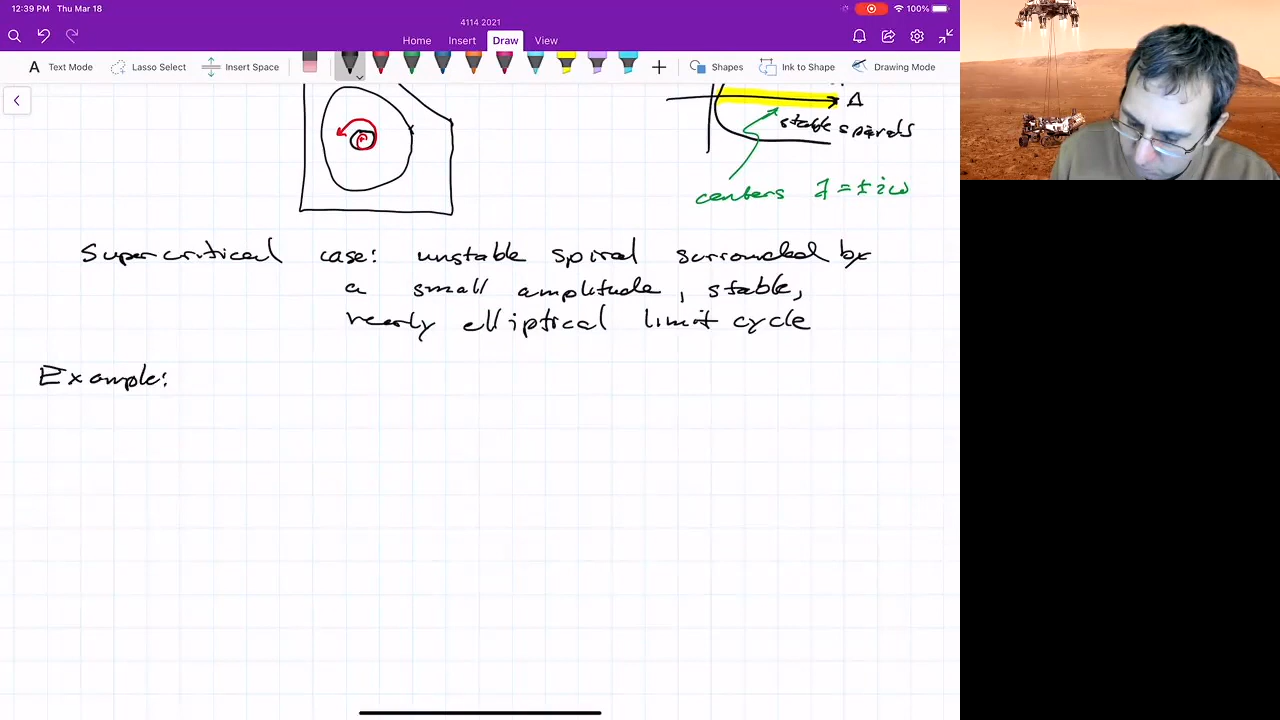 12:39 PM Thu Mar 18
100%
4114 2021
Home Insert Draw View
Text Mode Lasso Select Insert Space Shapes Ink to Shape Drawing Mode
Δ
stable spirals
centers λ = ± iω
Supercritical case: unstable spiral surrounded by
a small amplitude, stable,
nearly elliptical limit cycle
Example: